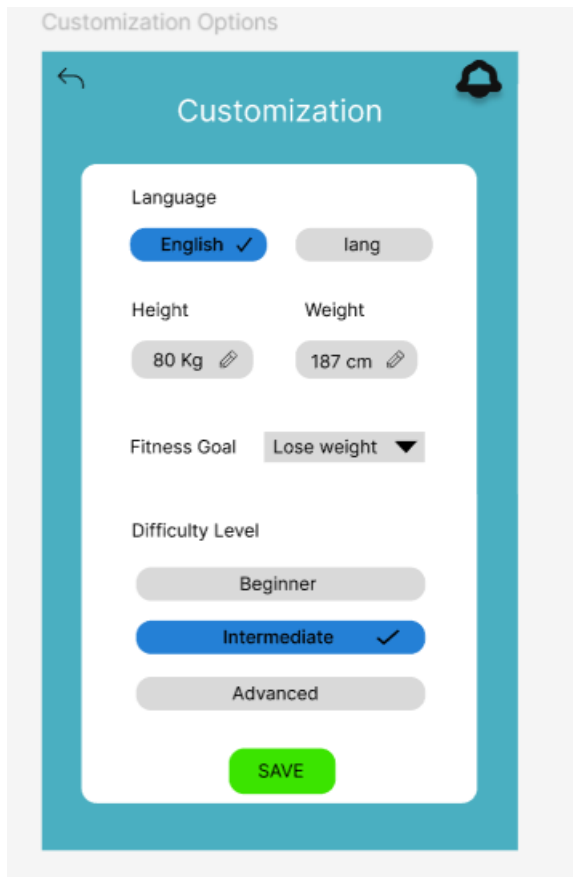 Customization Options
Customization
Language
English lang
Height Weight
80 Kg 187 cm
Fitness Goal Lose weight
Difficulty Level
Beginner
Intermediate
Advanced
SAVE